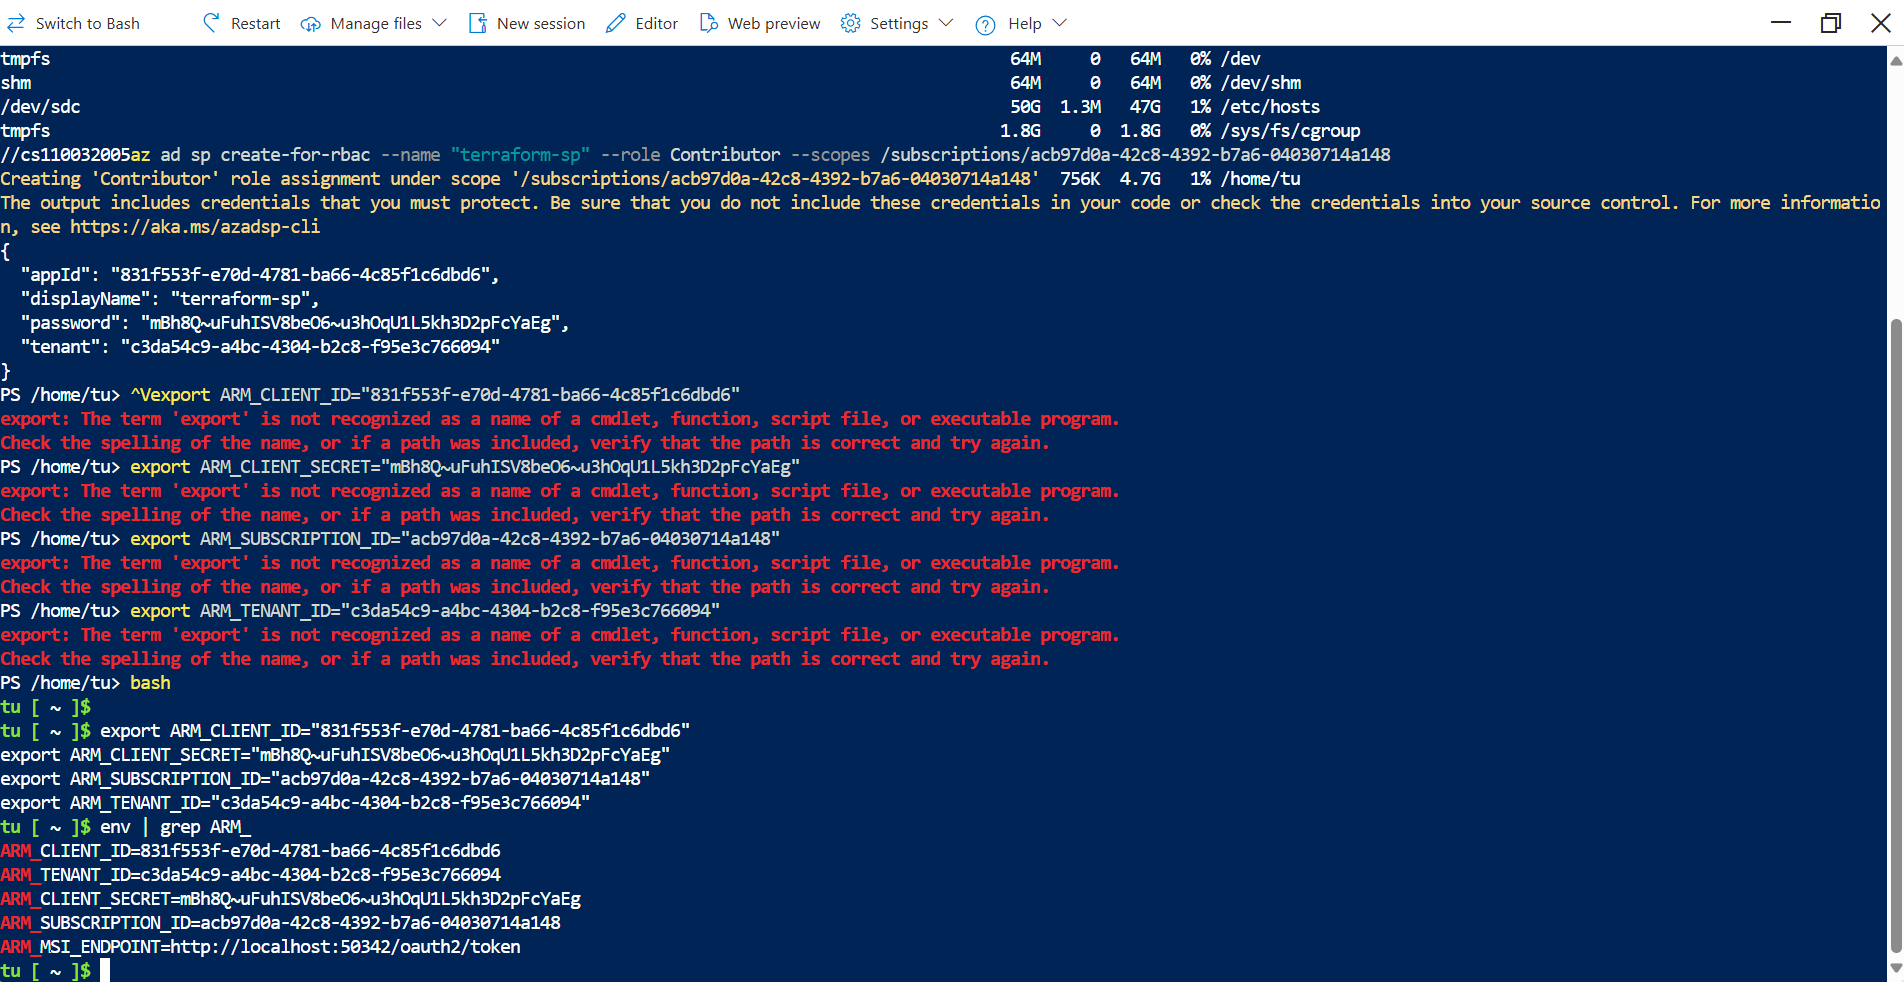 Switch to Bash Restart Manage files New session Editor Web preview Settings Help
tmpfs 64M 0 64M 0% /dev
shm 64M 0 64M 0% /dev/shm
/dev/sdc 50G 1.3M 47G 1% /etc/hosts
tmpfs 1.8G 0 1.8G 0% /sys/fs/cgroup
//cs110032005az ad sp create-for-rbac --name "terraform-sp" --role Contributor --scopes /subscriptions/acb97d0a-42c8-4392-b7a6-04030714a148
Creating 'Contributor' role assignment under scope '/subscriptions/acb97d0a-42c8-4392-b7a6-04030714a148' 756K 4.7G 1% /home/tu
The output includes credentials that you must protect. Be sure that you do not include these credentials in your code or check the credentials into your source control. For more informatio
n, see https://aka.ms/azadsp-cli
{
  "appId": "831f553f-e70d-4781-ba66-4c85f1c6dbd6",
  "displayName": "terraform-sp",
  "password": "mBh8Q~uFuhISV8beO6~u3hOqU1L5kh3D2pFcYaEg",
  "tenant": "c3da54c9-a4bc-4304-b2c8-f95e3c766094"
}
PS /home/tu> ^Vexport ARM_CLIENT_ID="831f553f-e70d-4781-ba66-4c85f1c6dbd6"
export: The term 'export' is not recognized as a name of a cmdlet, function, script file, or executable program.
Check the spelling of the name, or if a path was included, verify that the path is correct and try again.
PS /home/tu> export ARM_CLIENT_SECRET="mBh8Q~uFuhISV8beO6~u3hOqU1L5kh3D2pFcYaEg"
export: The term 'export' is not recognized as a name of a cmdlet, function, script file, or executable program.
Check the spelling of the name, or if a path was included, verify that the path is correct and try again.
PS /home/tu> export ARM_SUBSCRIPTION_ID="acb97d0a-42c8-4392-b7a6-04030714a148"
export: The term 'export' is not recognized as a name of a cmdlet, function, script file, or executable program.
Check the spelling of the name, or if a path was included, verify that the path is correct and try again.
PS /home/tu> export ARM_TENANT_ID="c3da54c9-a4bc-4304-b2c8-f95e3c766094"
export: The term 'export' is not recognized as a name of a cmdlet, function, script file, or executable program.
Check the spelling of the name, or if a path was included, verify that the path is correct and try again.
PS /home/tu> bash
tu [ ~ ]$
tu [ ~ ]$ export ARM_CLIENT_ID="831f553f-e70d-4781-ba66-4c85f1c6dbd6"
export ARM_CLIENT_SECRET="mBh8Q~uFuhISV8beO6~u3hOqU1L5kh3D2pFcYaEg"
export ARM_SUBSCRIPTION_ID="acb97d0a-42c8-4392-b7a6-04030714a148"
export ARM_TENANT_ID="c3da54c9-a4bc-4304-b2c8-f95e3c766094"
tu [ ~ ]$ env | grep ARM_
ARM_CLIENT_ID=831f553f-e70d-4781-ba66-4c85f1c6dbd6
ARM_TENANT_ID=c3da54c9-a4bc-4304-b2c8-f95e3c766094
ARM_CLIENT_SECRET=mBh8Q~uFuhISV8beO6~u3hOqU1L5kh3D2pFcYaEg
ARM_SUBSCRIPTION_ID=acb97d0a-42c8-4392-b7a6-04030714a148
ARM_MSI_ENDPOINT=http://localhost:50342/oauth2/token
tu [ ~ ]$